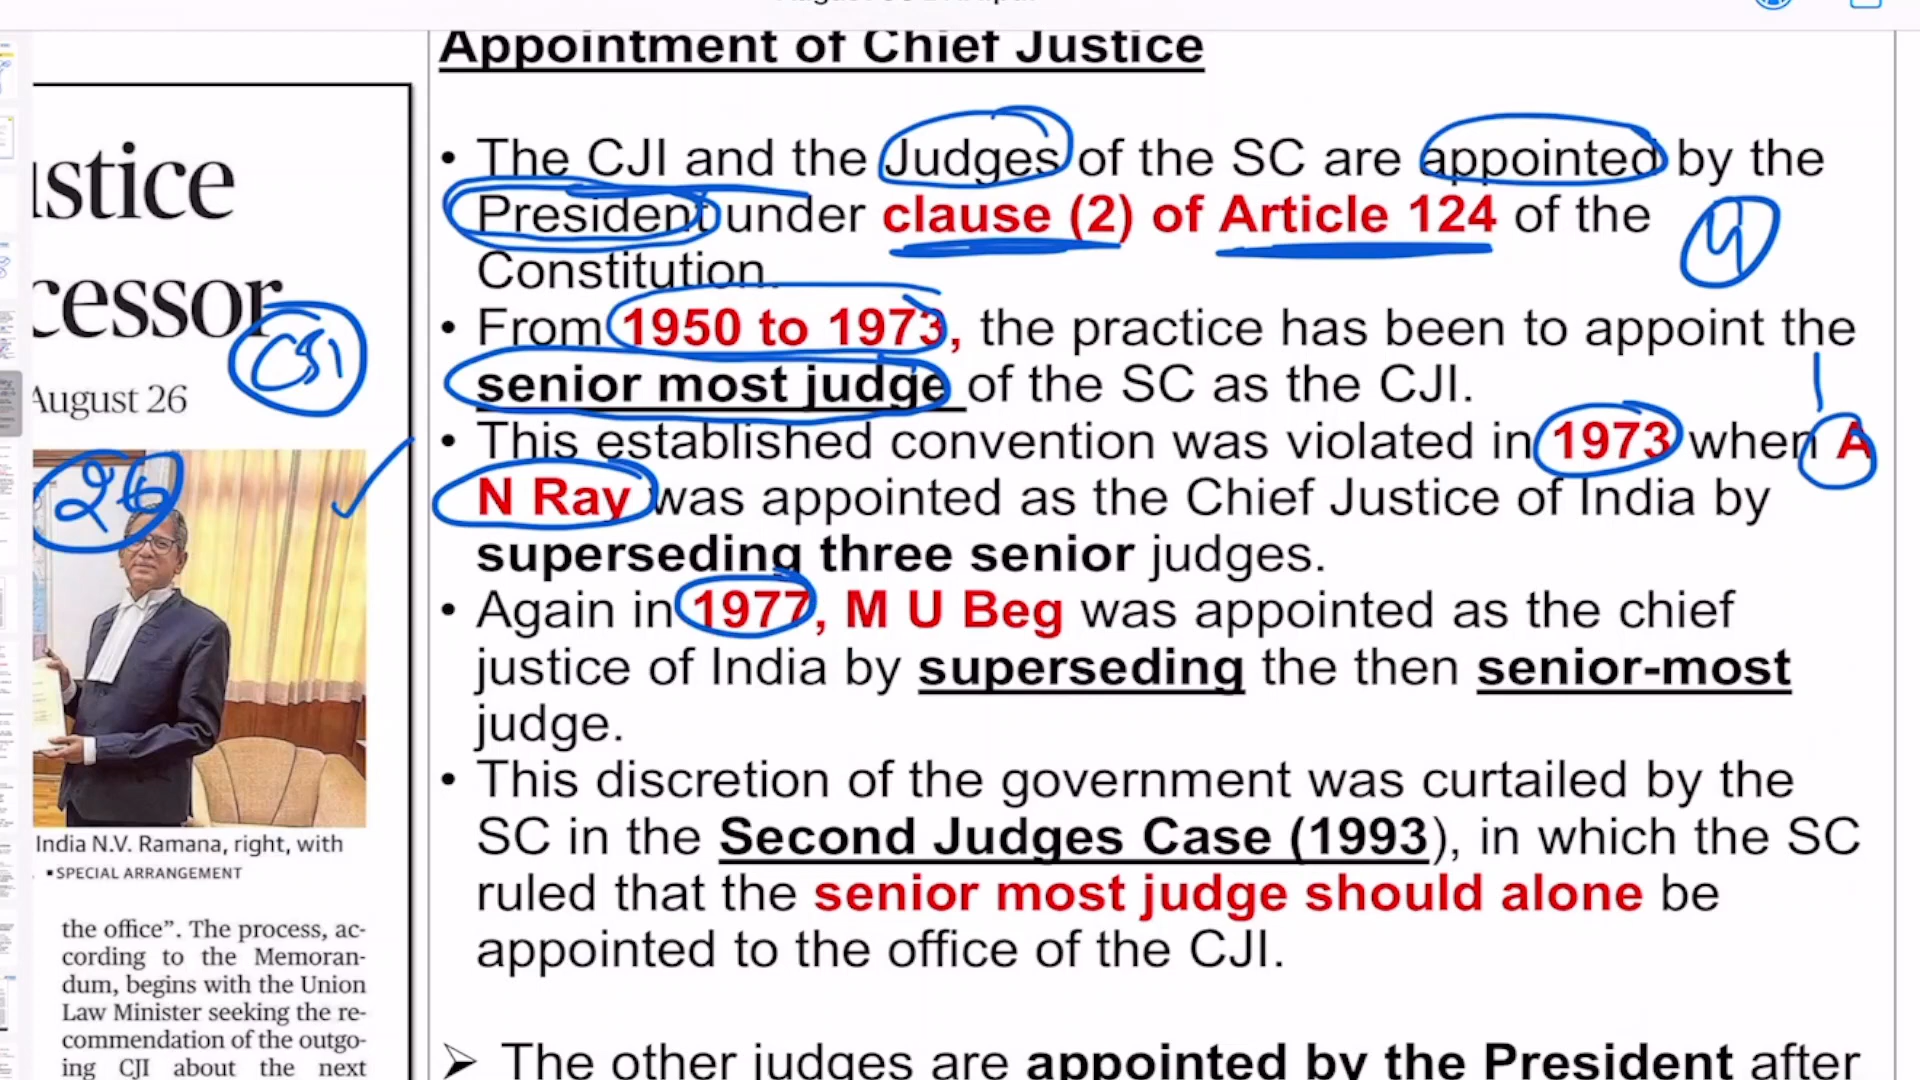 Appointment of Chief Justice
ustice
cessor
August 26
CJI
26
India N.V. Ramana, right, with
▪SPECIAL ARRANGEMENT
the office”. The process, ac-
cording to the Memoran-
dum, begins with the Union
Law Minister seeking the re-
commendation of the outgo-
ing CJI about the next
• The CJI and the Judges of the SC are appointed by the
President under clause (2) of Article 124 of the
Constitution.
• From 1950 to 1973, the practice has been to appoint the
senior most judge of the SC as the CJI.
• This established convention was violated in 1973 when A
N Ray was appointed as the Chief Justice of India by
superseding three senior judges.
• Again in 1977, M U Beg was appointed as the chief
justice of India by superseding the then senior-most
judge.
• This discretion of the government was curtailed by the
SC in the Second Judges Case (1993), in which the SC
ruled that the senior most judge should alone be
appointed to the office of the CJI.
➢ The other judges are appointed by the President after